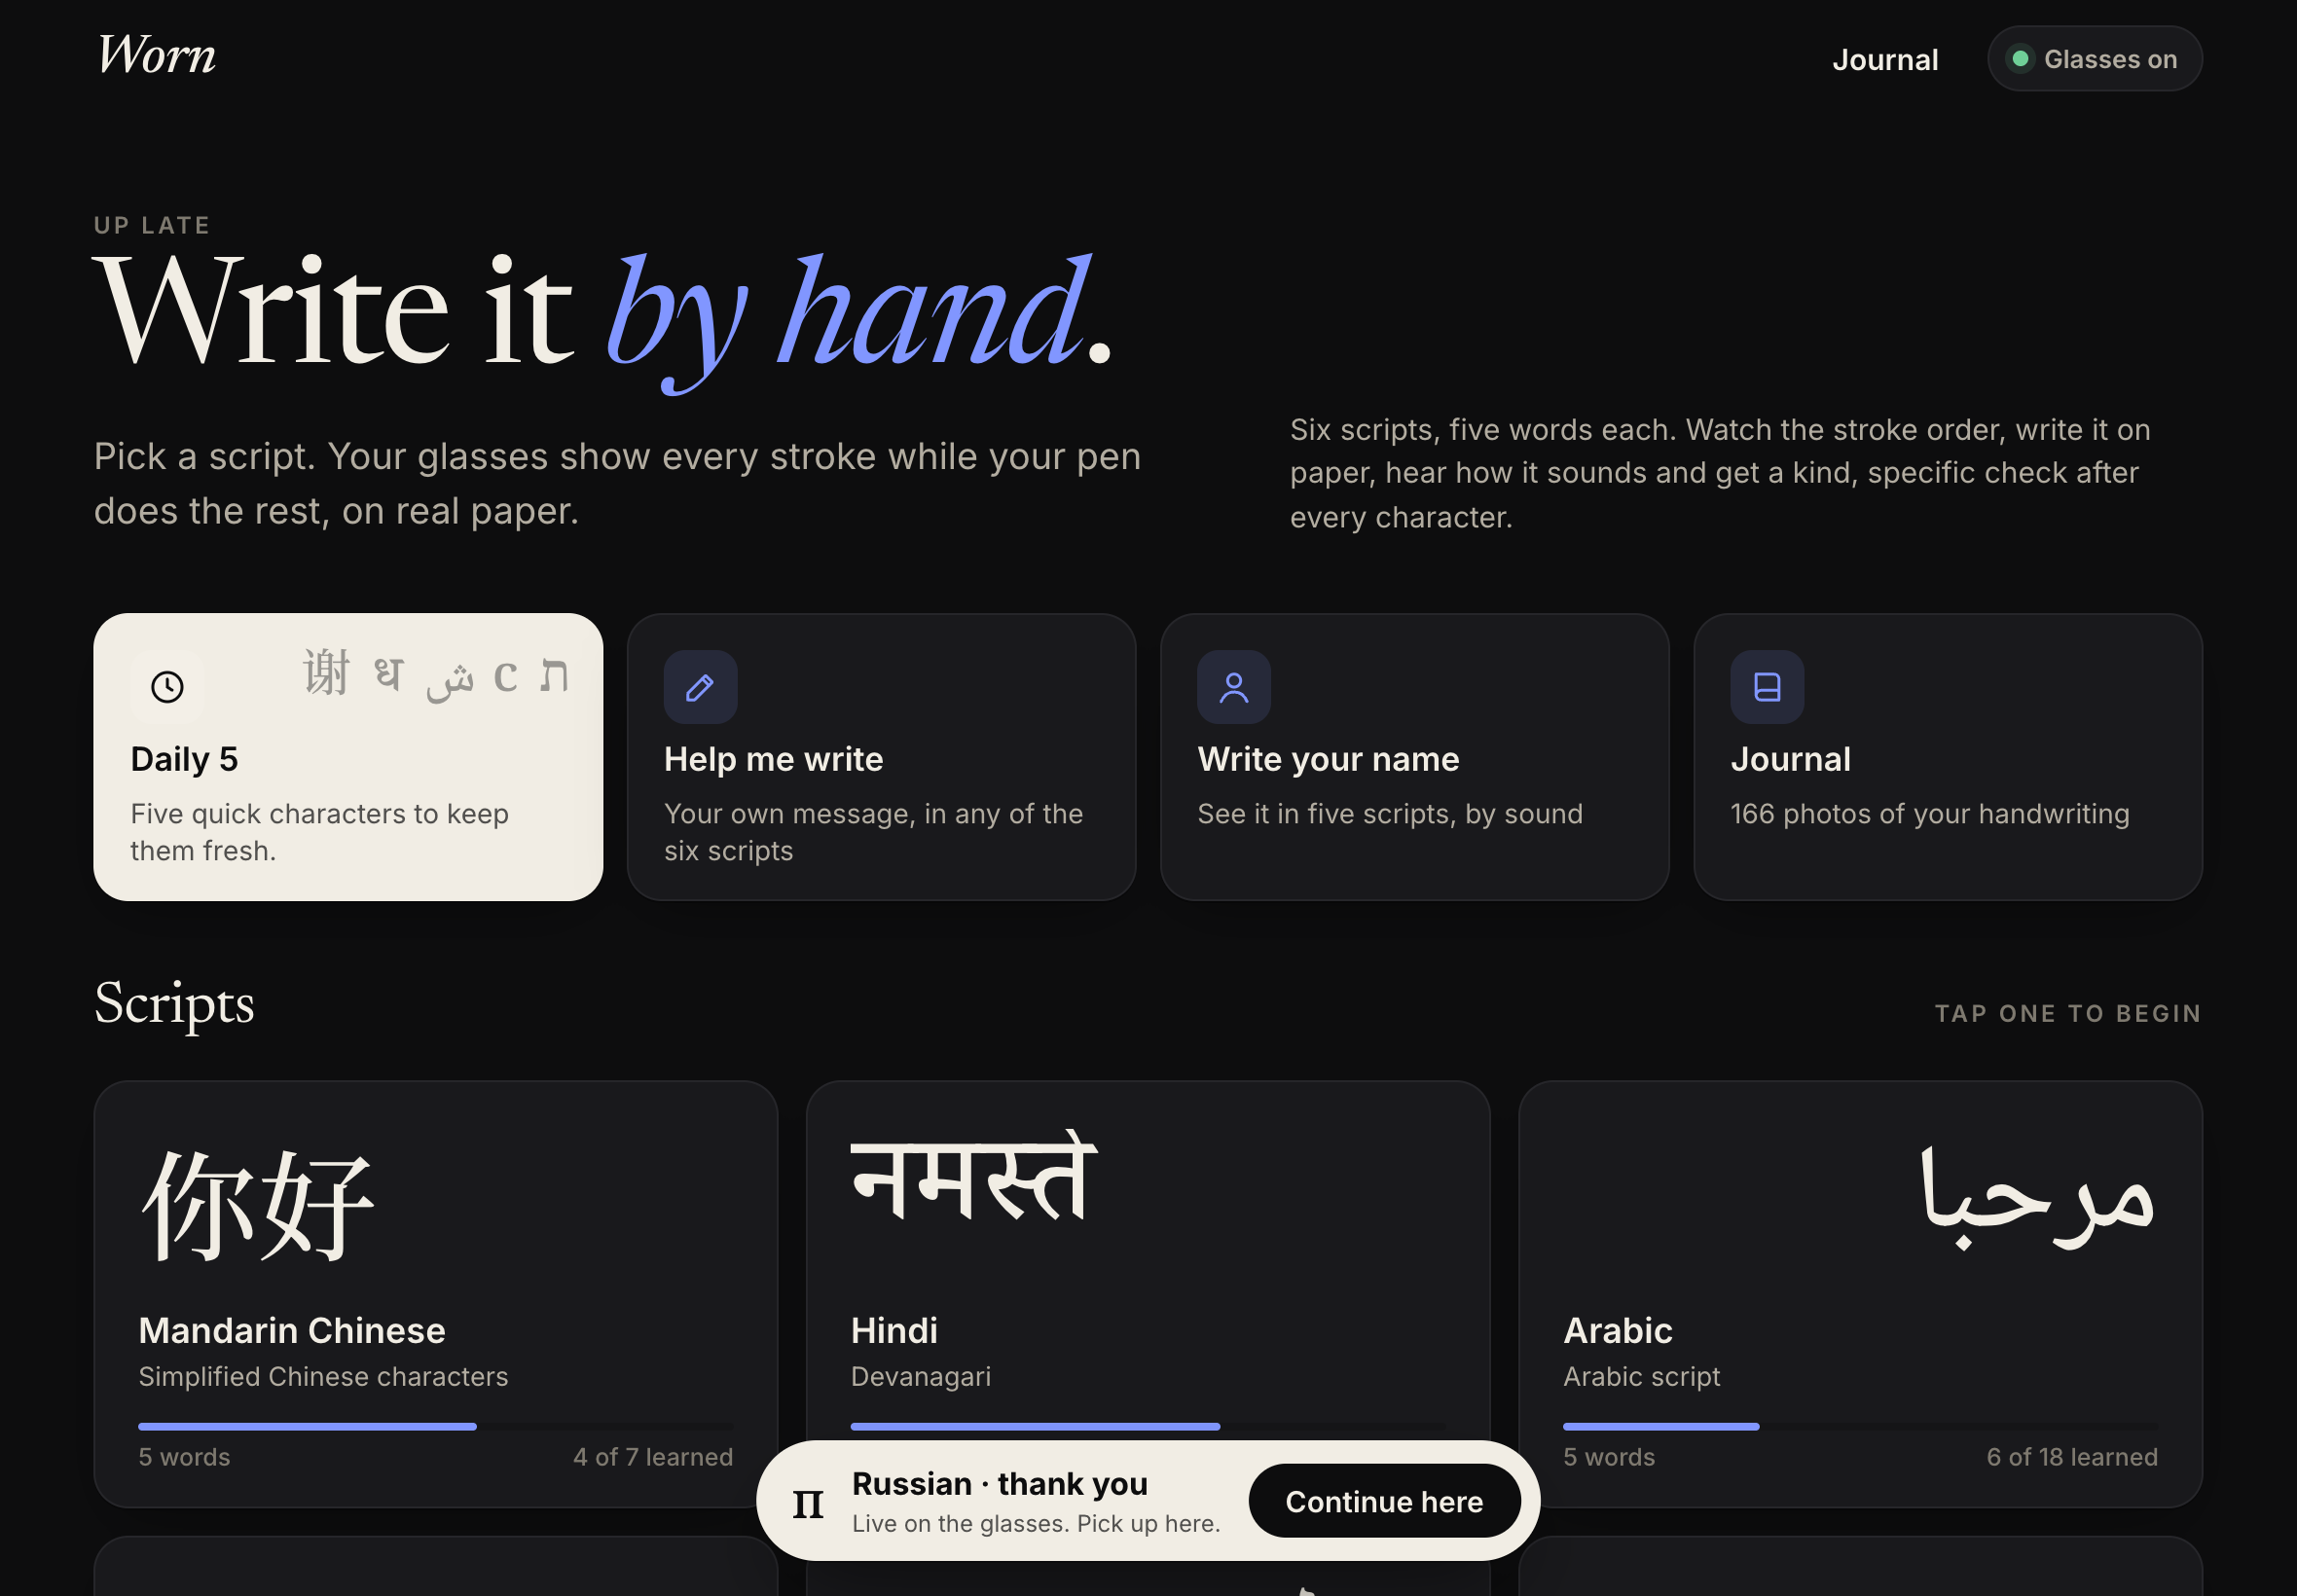 Worn
Journal
Glasses on
UP LATE
Write it by hand.
Pick a script. Your glasses show every stroke while your pen
does the rest, on real paper.
Six scripts, five words each. Watch the stroke order, write it on
paper, hear how it sounds and get a kind, specific check after
every character.
谢 ध ش с ת
Daily 5
Five quick characters to keep
them fresh.
Help me write
Your own message, in any of the
six scripts
Write your name
See it in five scripts, by sound
Journal
166 photos of your handwriting
Scripts
TAP ONE TO BEGIN
你好
Mandarin Chinese
Simplified Chinese characters
5 words
4 of 7 learned
नमस्ते
Hindi
Devanagari
مرحبا
Arabic
Arabic script
5 words
6 of 18 learned
п
Russian · thank you
Live on the glasses. Pick up here.
Continue here